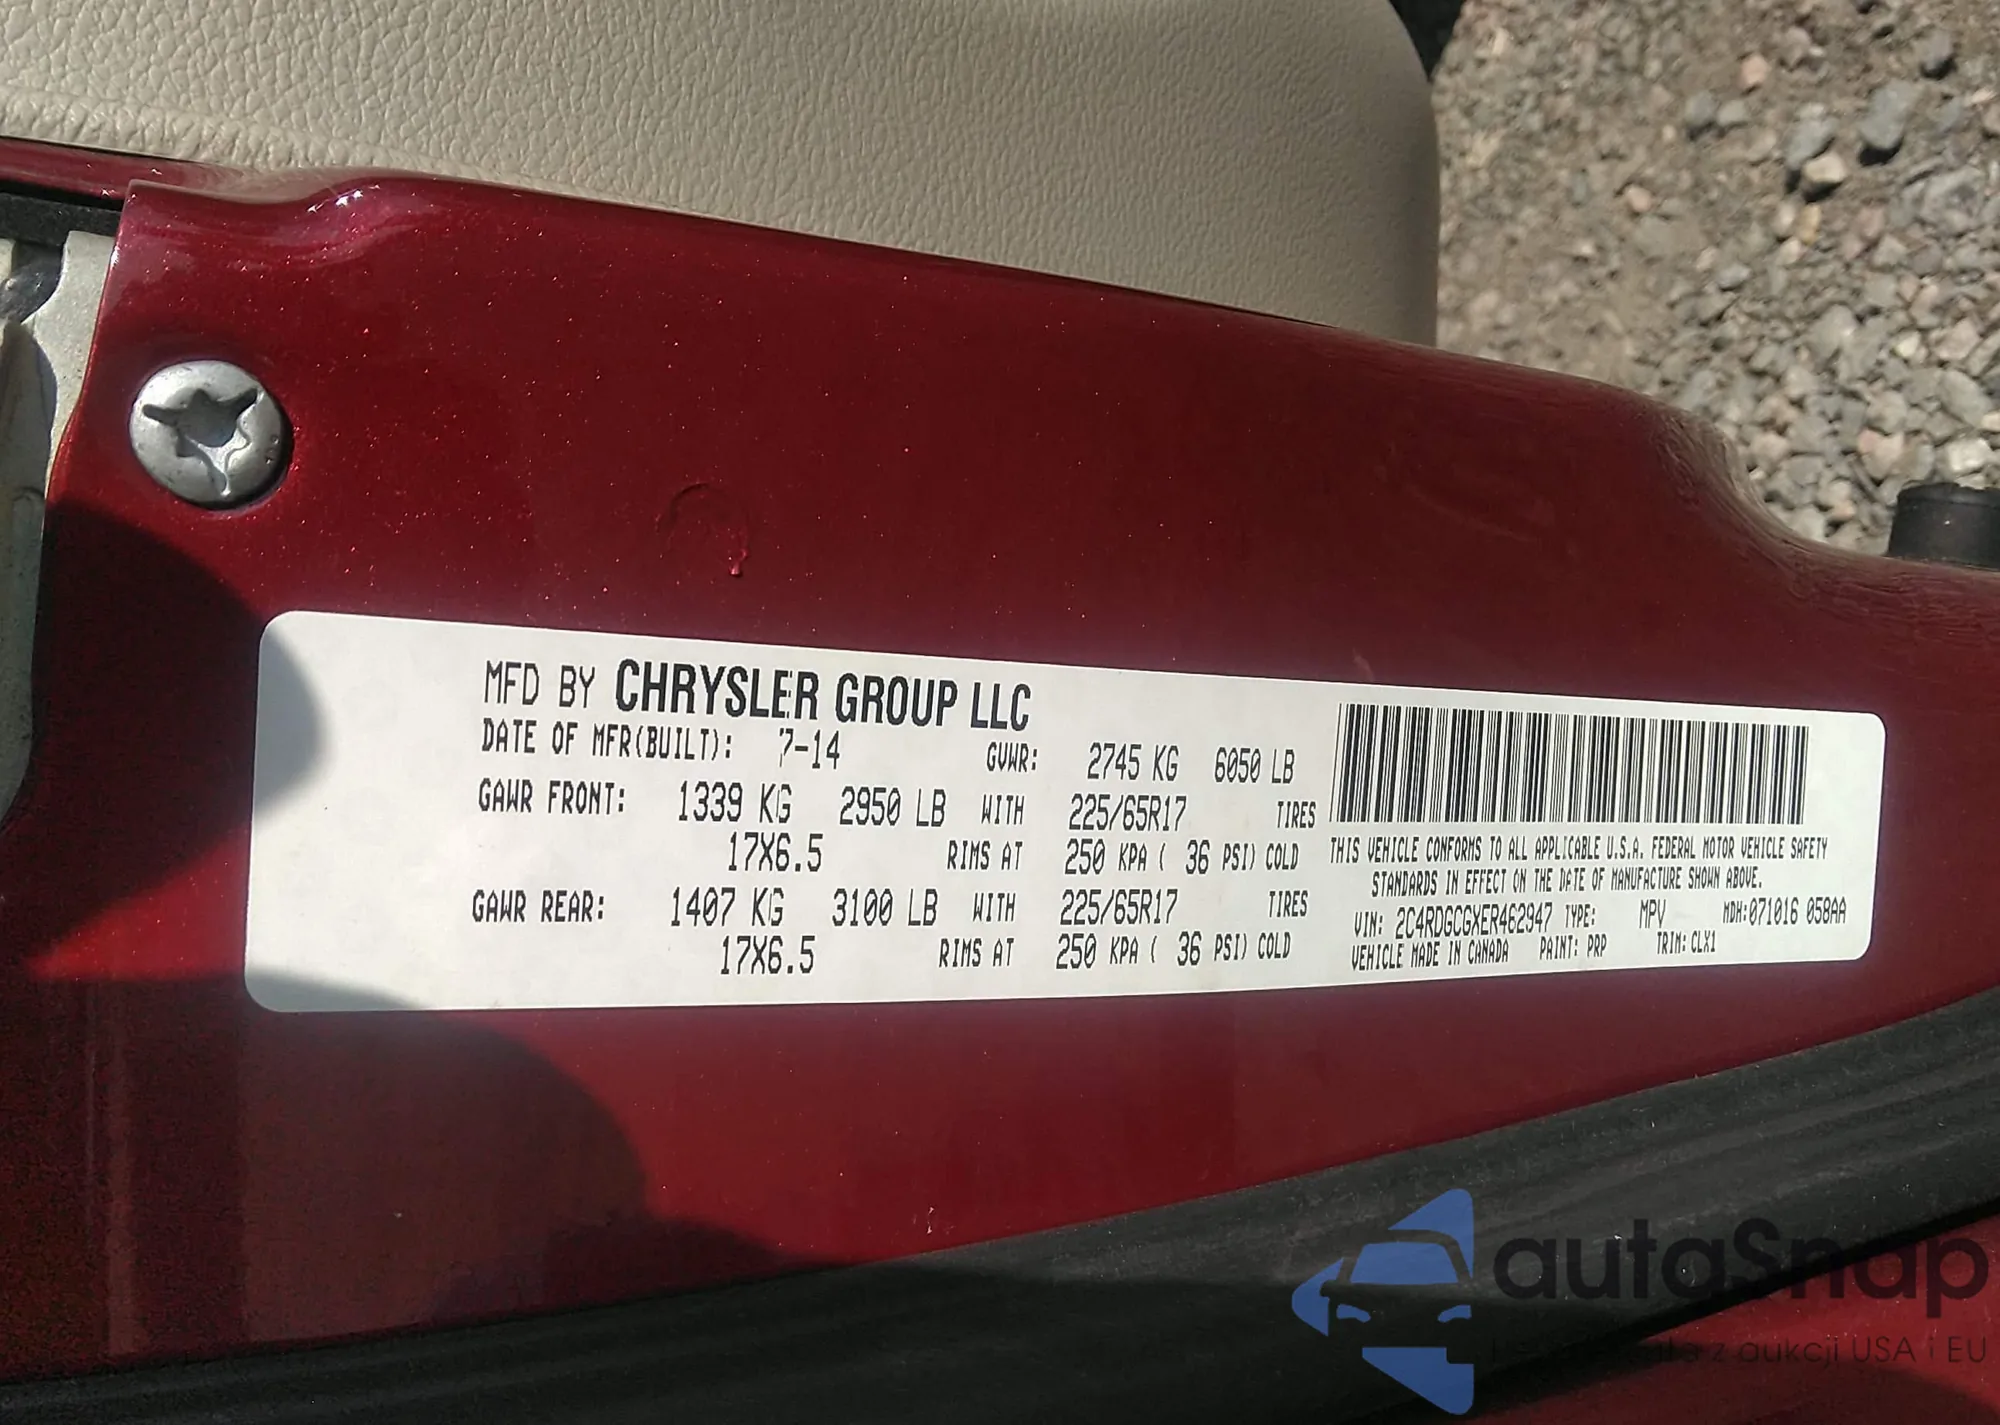 MFD BY CHRYSLER GROUP LLC
DATE OF MFR(BUILT): 7-14 GVWR: 2745 KG 6050 LB
GAWR FRONT: 1339 KG 2950 LB WITH 225/65R17 TIRES
17X6.5 RIMS AT 250 KPA ( 36 PSI) COLD
GAWR REAR: 1407 KG 3100 LB WITH 225/65R17 TIRES
17X6.5 RIMS AT 250 KPA ( 36 PSI) COLD
THIS VEHICLE CONFORMS TO ALL APPLICABLE U.S.A. FEDERAL MOTOR VEHICLE SAFETY
STANDARDS IN EFFECT ON THE DATE OF MANUFACTURE SHOWN ABOVE.
VIN: 2C4RDGCGXER462947 TYPE: MPV MDH:071016 058AA
VEHICLE MADE IN CANADA PAINT: PRP TRIM: CLX1
autaSnap
z aukcji USA i EU